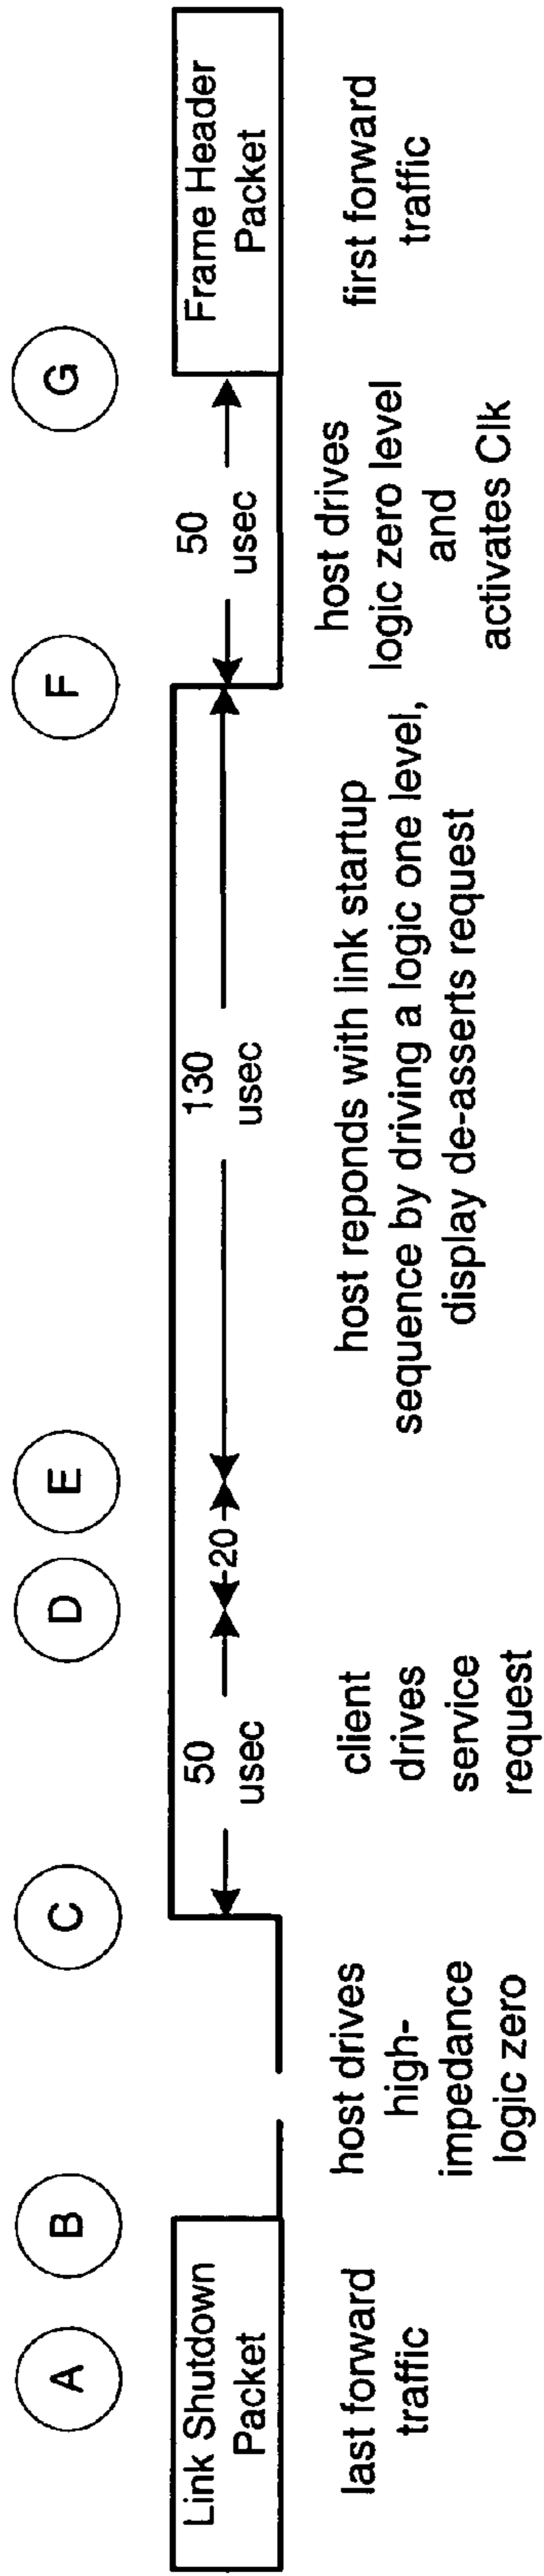 A
B
C
D
E
F
G
Link Shutdown
Packet
50
usec
20
130
usec
50
usec
Frame Header
Packet
last forward
traffic
host drives
high-
impedance
logic zero
client
drives
service
request
host reponds with link startup
sequence by driving a logic one level,
display de-asserts request
host drives
logic zero level
and
activates Clk
first forward
traffic